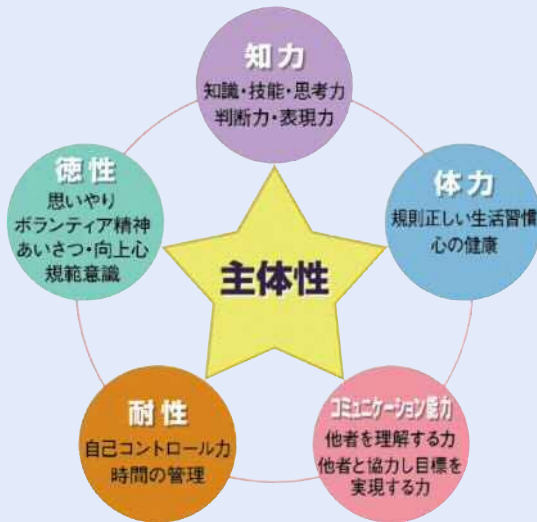 知力
知識・技能・思考力
判断力・表現力
徳性
思いやり
ボランティア精神
あいさつ・向上心
規範意識
体力
規則正しい生活習慣
心の健康
主体性
耐性
自己コントロール力
時間の管理
コミュニケーション能力
他者を理解する力
他者と協力し目標を
実現する力